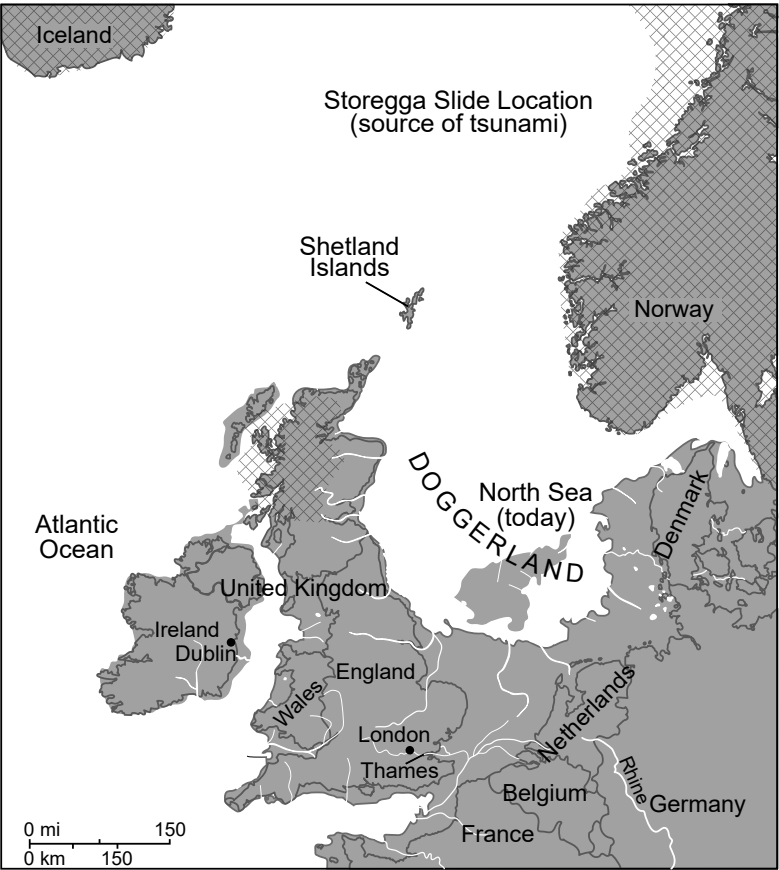 Iceland
Storegga Slide Location
(source of tsunami)
Shetland
Islands
Norway
DOGGERLAND
North Sea
(today)
Denmark
Atlantic
Ocean
United Kingdom
Ireland
Dublin
England
Wales
Netherlands
London
Thames
Rhine
Belgium
Germany
France
0 mi 150
0 km 150